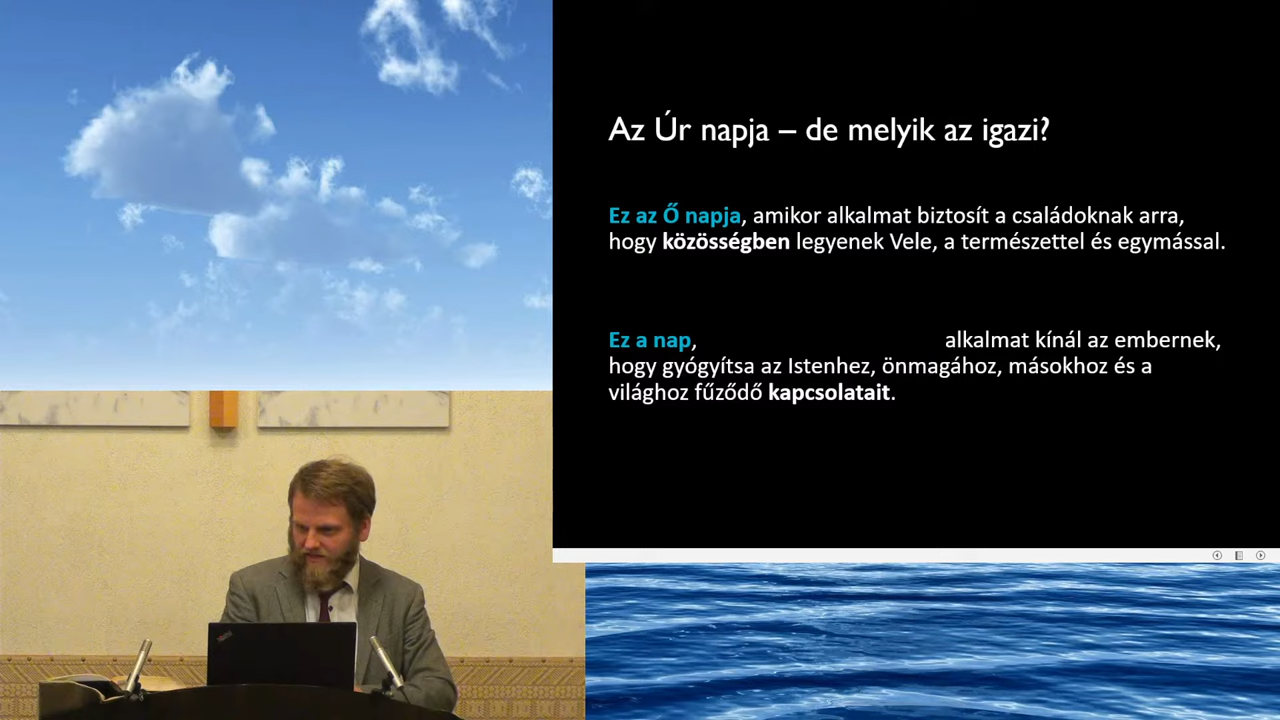 Az Úr napja – de melyik az igazi?
Ez az Ő napja, amikor alkalmat biztosít a családoknak arra,
hogy közösségben legyenek Vele, a természettel és egymással.
Ez a nap, alkalmat kínál az embernek,
hogy gyógyítsa az Istenhez, önmagához, másokhoz és a
világhoz fűződő kapcsolatait.